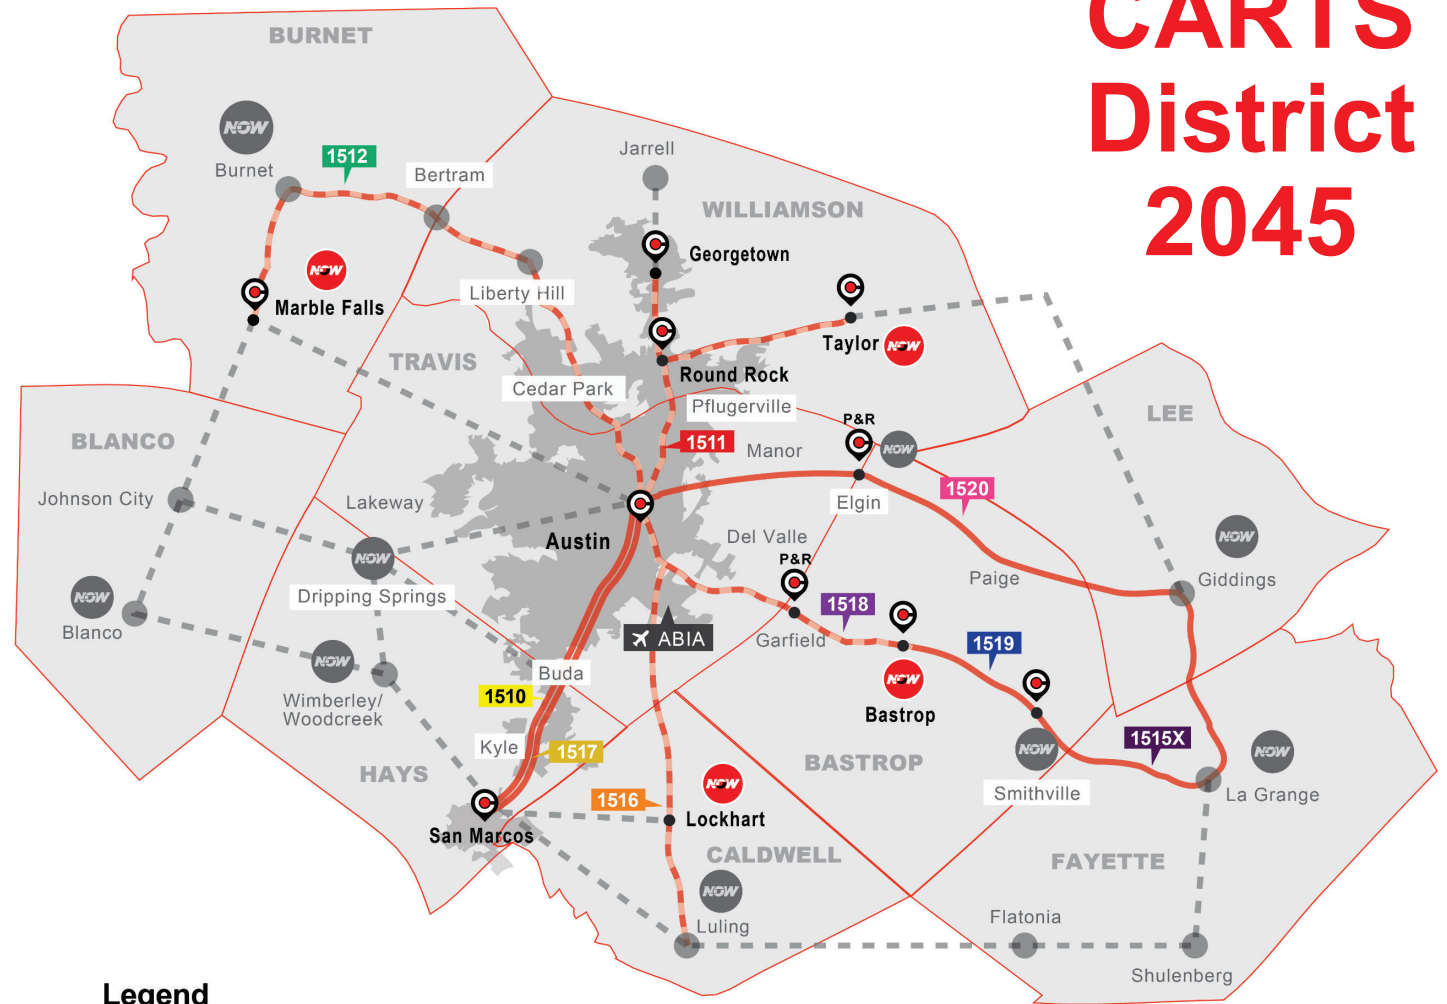 CARTS
District
2045
BURNET
NOW
Burnet
1512
Bertram
Jarrell
WILLIAMSON
Georgetown
NOW
Marble Falls
Liberty Hill
TRAVIS
Taylor
NOW
Round Rock
Cedar Park
Pflugerville
LEE
P&R
BLANCO
1511
Manor
NOW
Johnson City
Lakeway
Elgin
1520
Austin
Del Valle
NOW
NOW
P&R
Paige
Giddings
Dripping Springs
NOW
Blanco
1518
ABIA
Garfield
1519
NOW
Wimberley/
Woodcreek
Buda
NOW
1510
Bastrop
Kyle
1517
1515X
NOW
NOW
HAYS
BASTROP
NOW
1516
Smithville
La Grange
San Marcos
Lockhart
CALDWELL
FAYETTE
NOW
Luling
Flatonia
Shulenberg
Legend